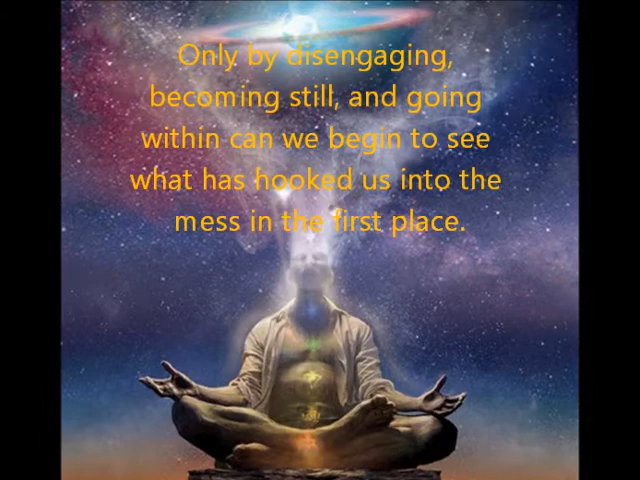 Only by disengaging,
becoming still, and going
within can we begin to see
what has hooked us into the
mess in the first place.